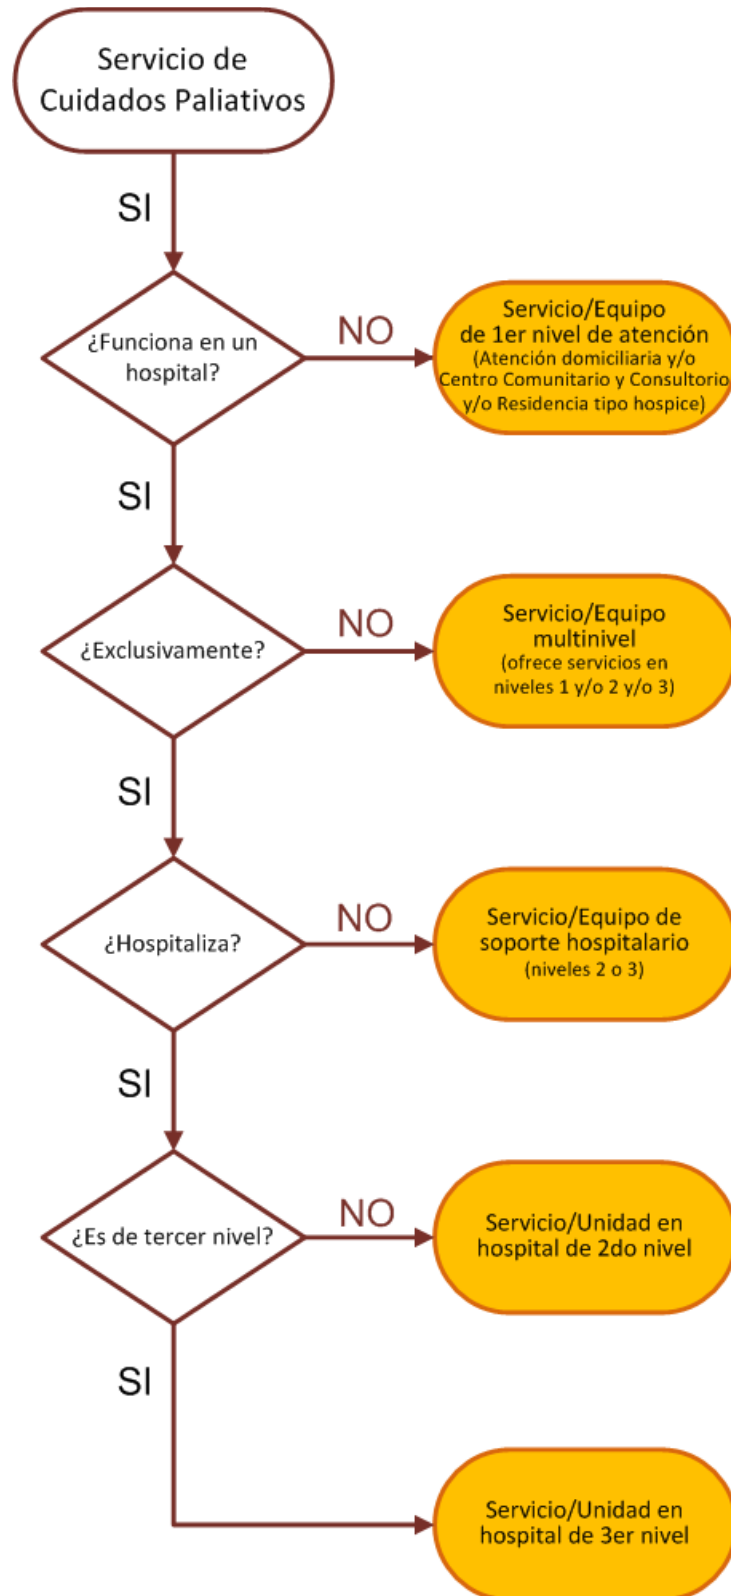 Servicio de
Cuidados Paliativos
SI
¿Funciona en un
hospital?
NO
Servicio/Equipo
de 1er nivel de atención
(Atención domiciliaria y/o
Centro Comunitario y Consultorio
y/o Residencia tipo hospice)
SI
¿Exclusivamente?
NO
Servicio/Equipo
multinivel
(ofrece servicios en
niveles 1 y/o 2 y/o 3)
SI
¿Hospitaliza?
NO
Servicio/Equipo de
soporte hospitalario
(niveles 2 o 3)
SI
¿Es de tercer nivel?
NO
Servicio/Unidad en
hospital de 2do nivel
SI
Servicio/Unidad en
hospital de 3er nivel